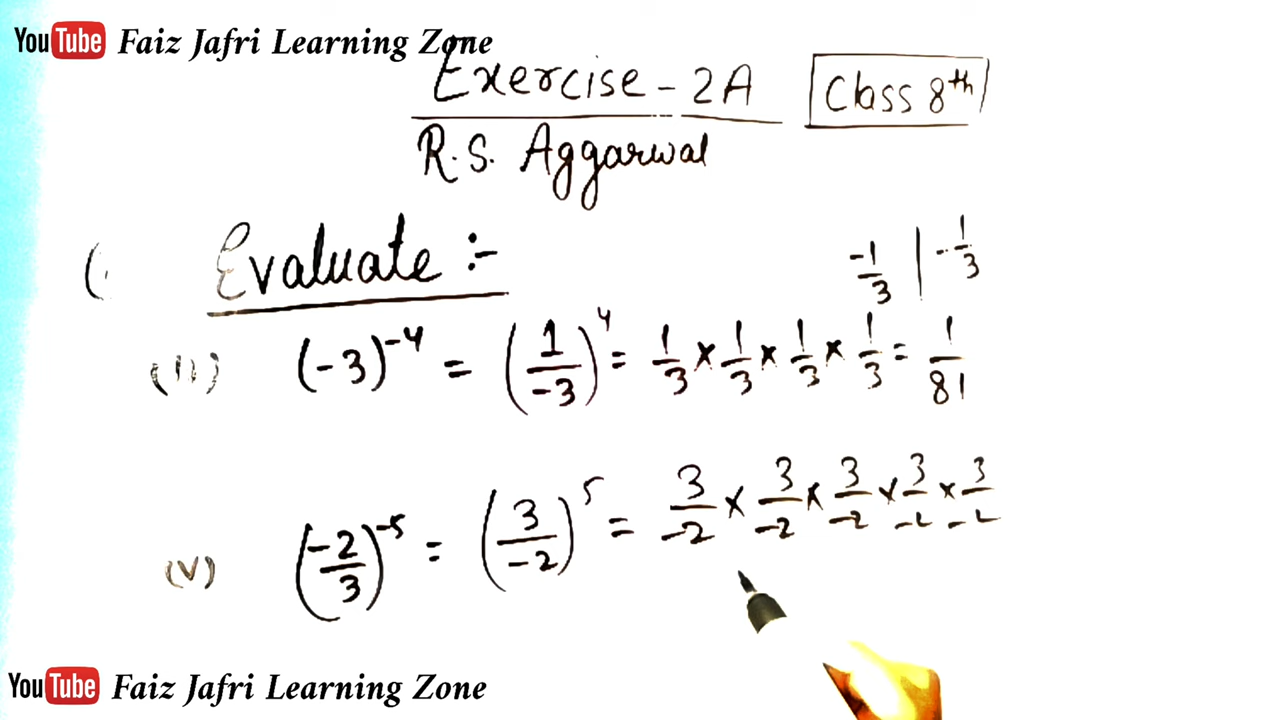 YouTube Faiz Jafri Learning Zone
Exercise - 2A
Class 8th
R.S. Aggarwal
Evaluate :-
-1/3 | -1/3
(ii) (-3)^-4 = (1/-3)^4 = 1/3 × 1/3 × 1/3 × 1/3 = 1/81
(v) (-2/3)^-5 = (3/-2)^5 = 3/-2 × 3/-2 × 3/-2 × 3/-2 × 3/-2
YouTube Faiz Jafri Learning Zone